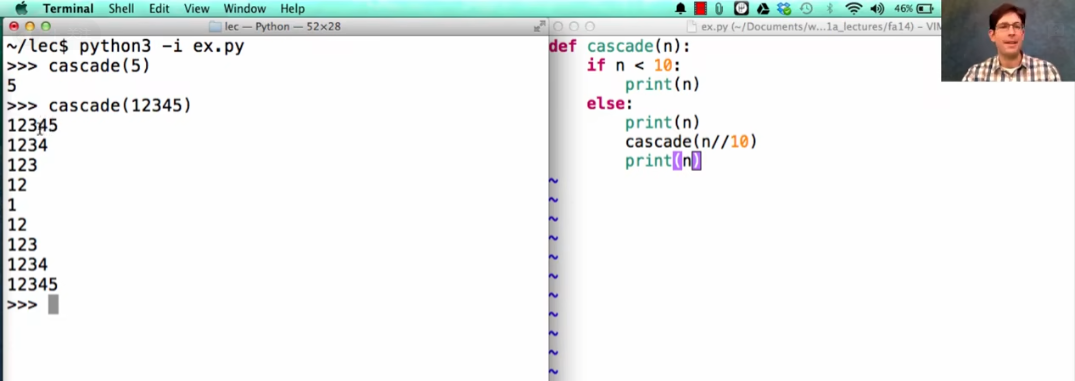 Terminal Shell Edit View Window Help 46%
lec — Python — 52×28
~/lec$ python3 -i ex.py
>>> cascade(5)
5
>>> cascade(12345)
12345
1234
123
12
1
12
123
1234
12345
>>>
ex.py (~/Documents/w...1a_lectures/fa14) – VIM
def cascade(n):
    if n < 10:
        print(n)
    else:
        print(n)
        cascade(n//10)
        print(n)
~
~
~
~
~
~
~
~
~
~
~